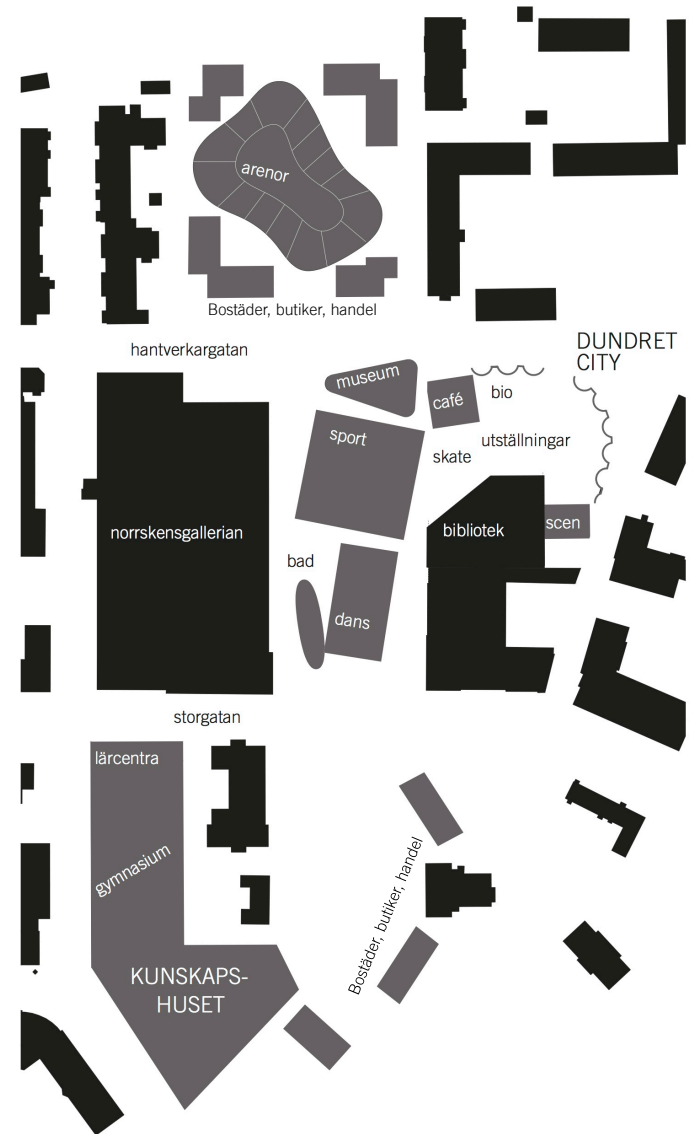 arenor
Bostäder, butiker, handel
hantverkargatan
DUNDRET
CITY
museum
café
bio
sport
utställningar
skate
norrskensgallerian
bibliotek
scen
bad
dans
storgatan
lärcentra
gymnasium
Bostäder, butiker, handel
KUNSKAPS-
HUSET